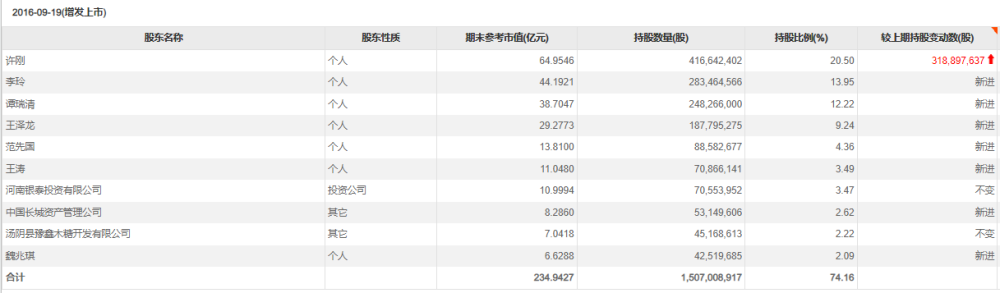 2016-09-19(增发上市)
股东名称 股东性质 期末参考市值(亿元) 持股数量(股) 持股比例(%) 较上期持股变动数(股)
许刚 个人 64.9546 416,642,402 20.50 318,897,637
李玲 个人 44.1921 283,464,566 13.95 新进
谭瑞清 个人 38.7047 248,266,000 12.22 新进
王泽龙 个人 29.2773 187,795,275 9.24 新进
范先国 个人 13.8100 88,582,677 4.36 新进
王涛 个人 11.0480 70,866,141 3.49 新进
河南银泰投资有限公司 投资公司 10.9994 70,553,952 3.47 不变
中国长城资产管理公司 其它 8.2860 53,149,606 2.62 新进
汤阴县豫鑫木糖开发有限公司 其它 7.0418 45,168,613 2.22 不变
魏兆琪 个人 6.6288 42,519,685 2.09 新进
合计 234.9427 1,507,008,917 74.16